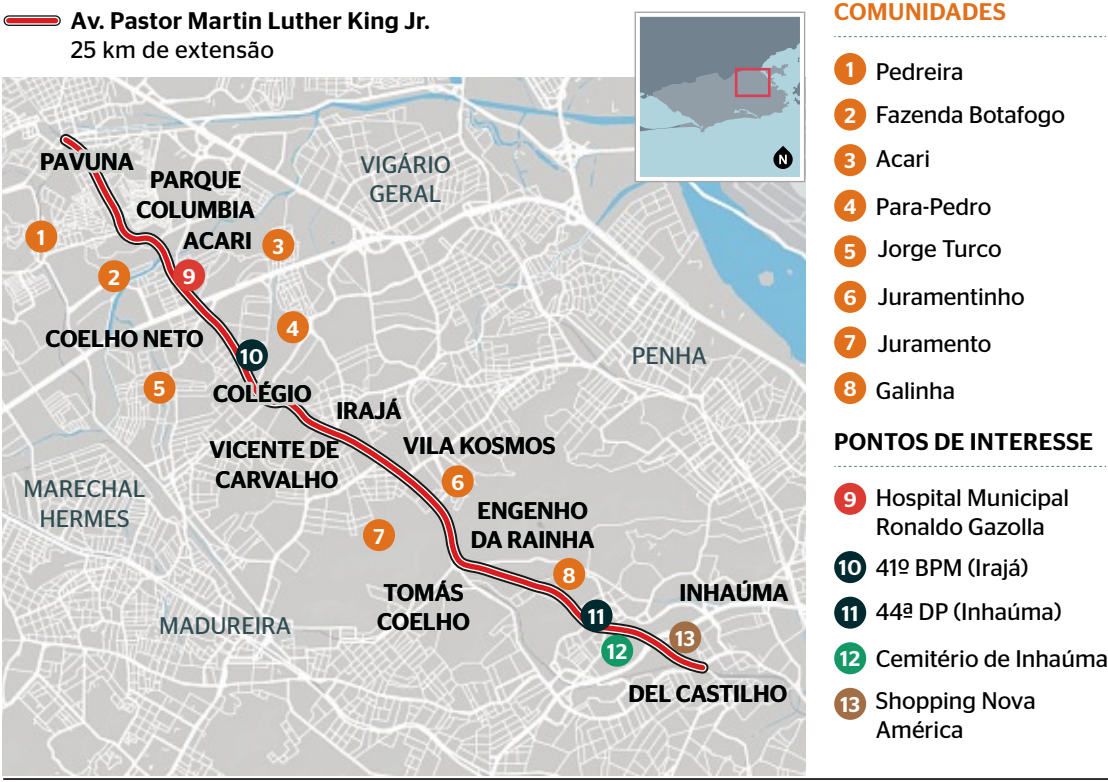 Av. Pastor Martin Luther King Jr.
25 km de extensão
N
PAVUNA
PARQUE
COLUMBIA
ACARI
VIGÁRIO
GERAL
1
2
3
9
COELHO NETO
4
10
PENHA
5
COLÉGIO
IRAJÁ
VICENTE DE
CARVALHO
VILA KOSMOS
MARECHAL
HERMES
6
ENGENHO
DA RAINHA
7
8
TOMÁS
COELHO
INHAÚMA
MADUREIRA
11
12
13
DEL CASTILHO
COMUNIDADES
1 Pedreira
2 Fazenda Botafogo
3 Acari
4 Para-Pedro
5 Jorge Turco
6 Juramentinho
7 Juramento
8 Galinha
PONTOS DE INTERESSE
9 Hospital Municipal
Ronaldo Gazolla
10 41º BPM (Irajá)
11 44ª DP (Inhaúma)
12 Cemitério de Inhaúma
13 Shopping Nova
América